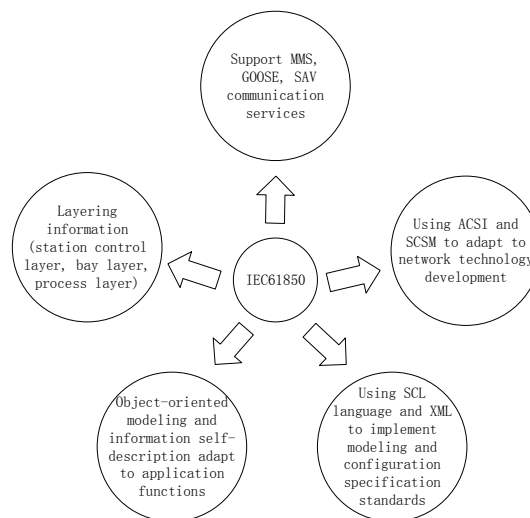 Support MMS,
GOOSE, SAV
communication
services
Layering
information
(station control
layer, bay layer,
process layer)
IEC61850
Using ACSI and
SCSM to adapt to
network technology
development
Object-oriented
modeling and
information self-
description adapt
to application
functions
Using SCL
language and XML
to implement
modeling and
configuration
specification
standards